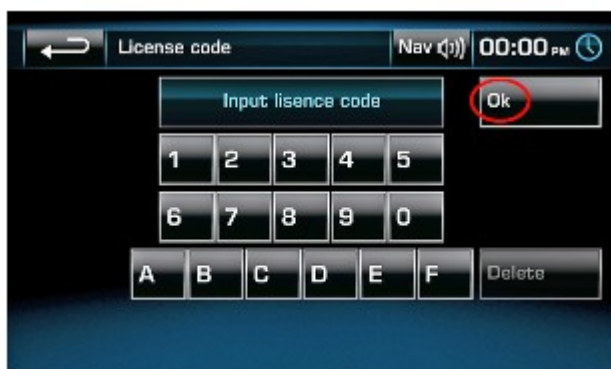 License code Nav 00:00 PM
Input lisence code Ok
1 2 3 4 5
6 7 8 9 0
A B C D E F Delete